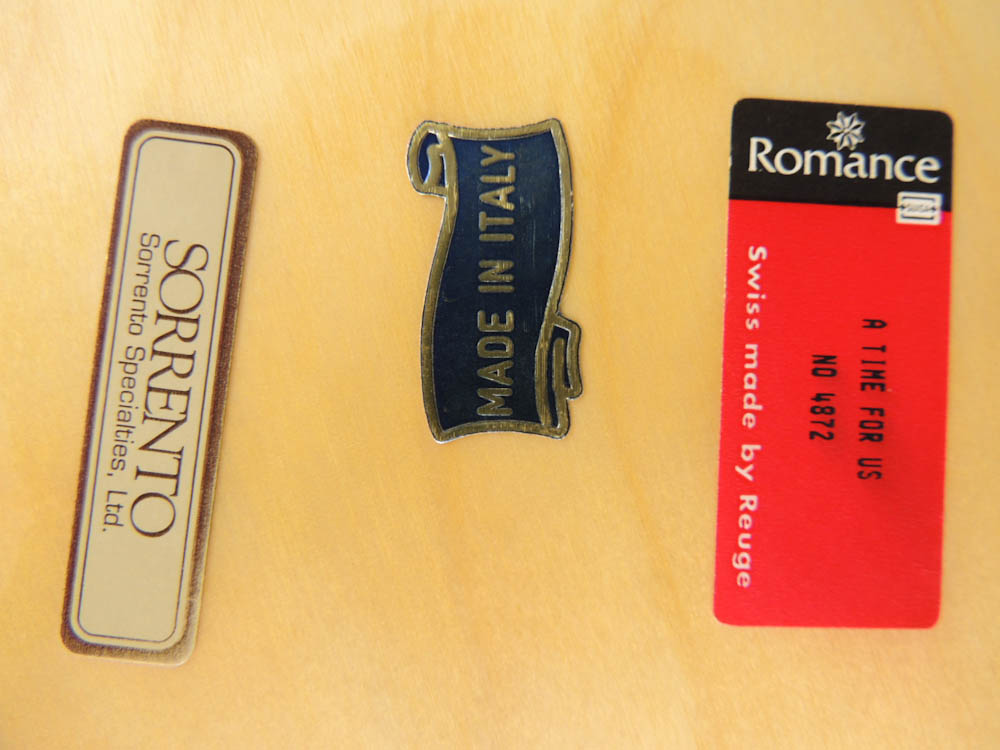 SORRENTO
Sorrento Specialties, Ltd.
MADE IN ITALY
Romance
Swiss made by Reuge
A TIME FOR US
NO 4872